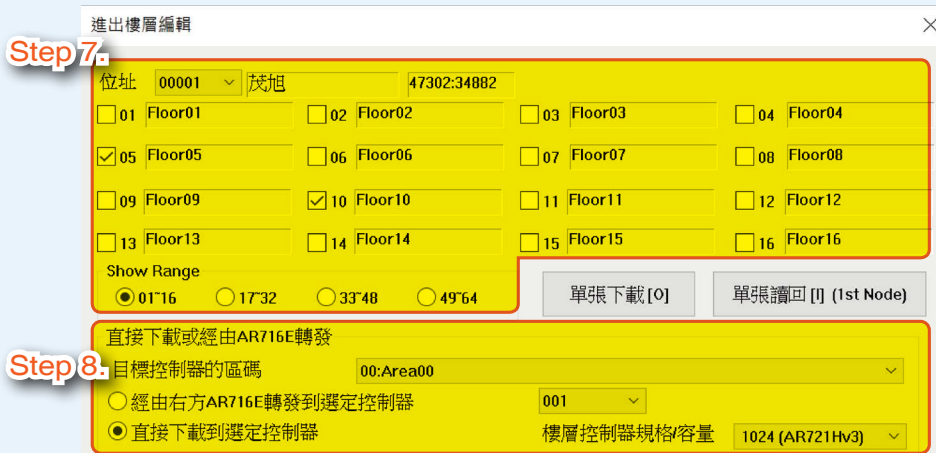 進出樓層編輯
Step 7.
位址 00001 茂旭 47302:34882
01 Floor01 02 Floor02 03 Floor03 04 Floor04
05 Floor05 06 Floor06 07 Floor07 08 Floor08
09 Floor09 10 Floor10 11 Floor11 12 Floor12
13 Floor13 14 Floor14 15 Floor15 16 Floor16
Show Range
01~16 17~32 33~48 49~64
單張下載[O] 單張讀回[I] (1st Node)
直接下載或經由AR716E轉發
Step 8.
目標控制器的區碼 00:Area00
經由右方AR716E轉發到選定控制器 001
直接下載到選定控制器 樓層控制器規格/容量 1024 (AR721Hv3)